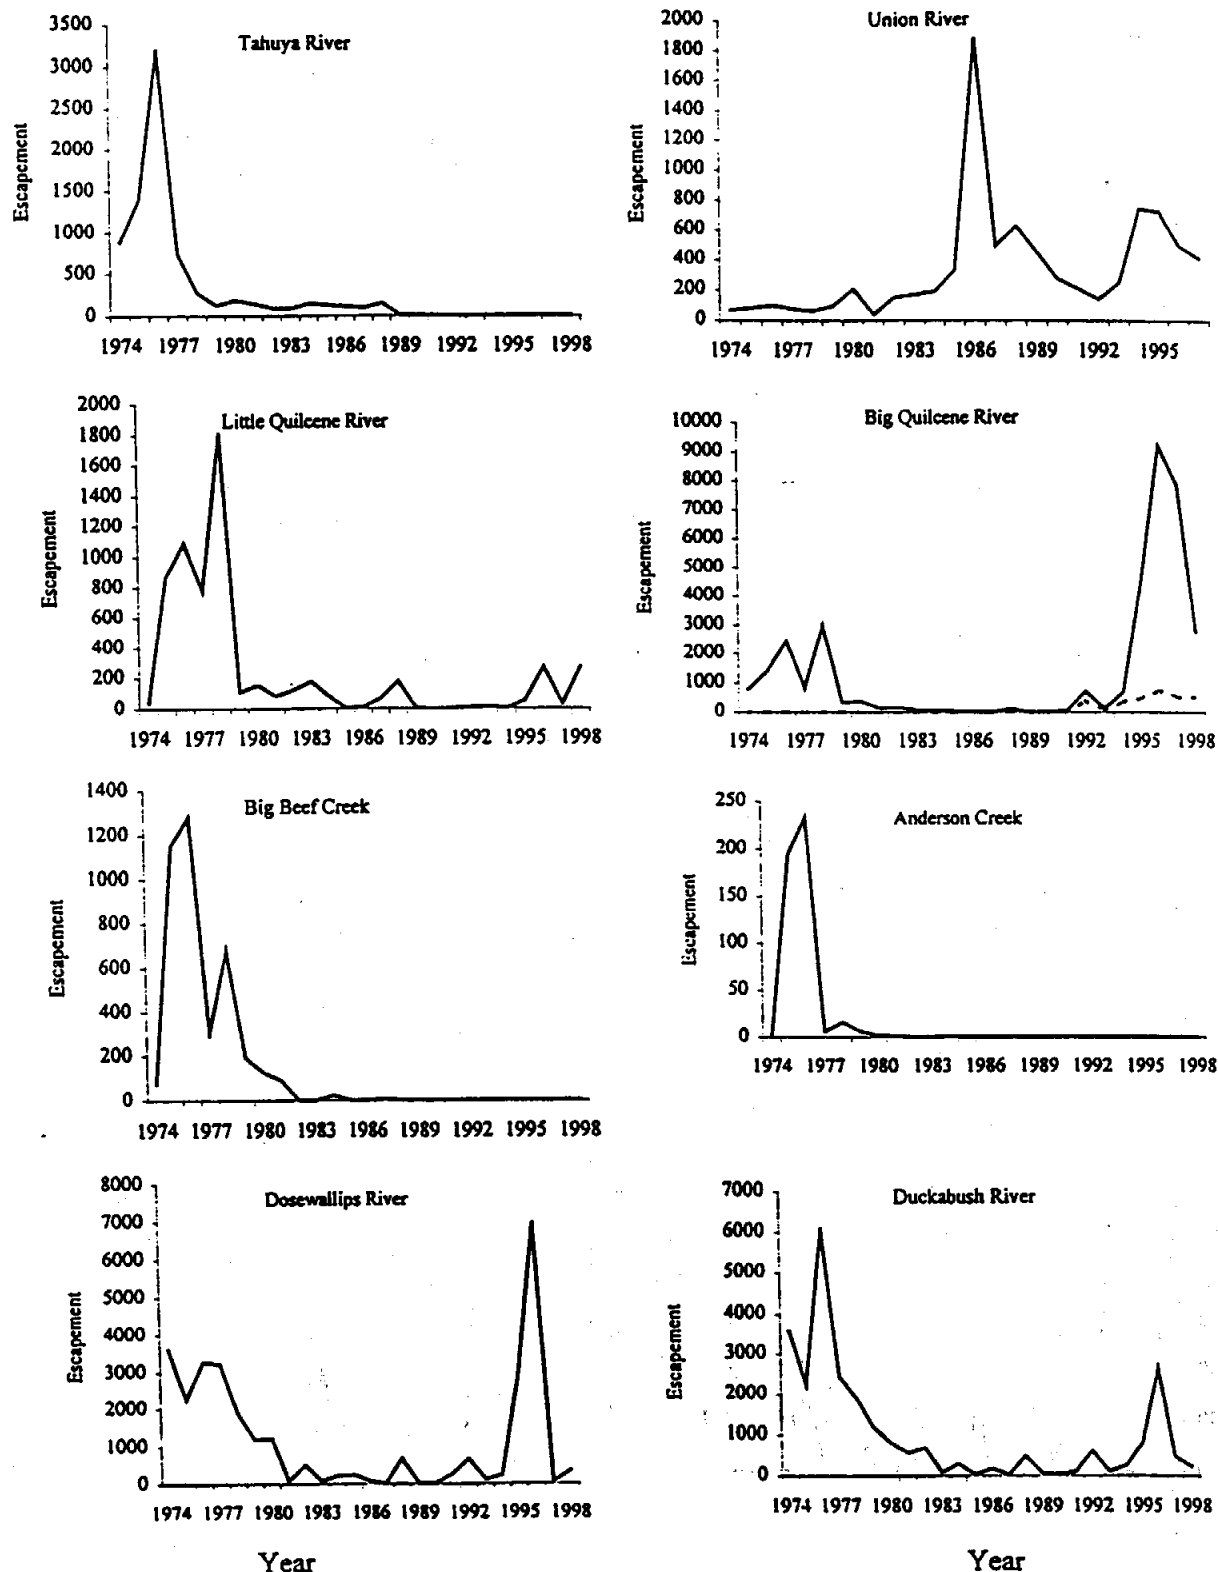 Tahuya River
3500
3000
2500
2000
1500
1000
500
0
Escapement
1974 1977 1980 1983 1986 1989 1992 1995 1998
Union River
2000
1800
1600
1400
1200
1000
800
600
400
200
0
Escapement
1974 1977 1980 1983 1986 1989 1992 1995
Little Quilcene River
2000
1800
1600
1400
1200
1000
800
600
400
200
0
Escapement
1974 1977 1980 1983 1986 1989 1992 1995 1998
Big Quilcene River
10000
9000
8000
7000
6000
5000
4000
3000
2000
1000
0
Escapement
1974 1977 1980 1983 1986 1989 1992 1995 1998
Big Beef Creek
1400
1200
1000
800
600
400
200
0
Escapement
1974 1977 1980 1983 1986 1989 1992 1995 1998
Anderson Creek
250
200
150
100
50
0
Escapement
1974 1977 1980 1983 1986 1989 1992 1995 1998
Dosewallips River
8000
7000
6000
5000
4000
3000
2000
1000
0
Escapement
1974 1977 1980 1983 1986 1989 1992 1995 1998
Year
Duckabush River
7000
6000
5000
4000
3000
2000
1000
0
Escapement
1974 1977 1980 1983 1986 1989 1992 1995 1998
Year